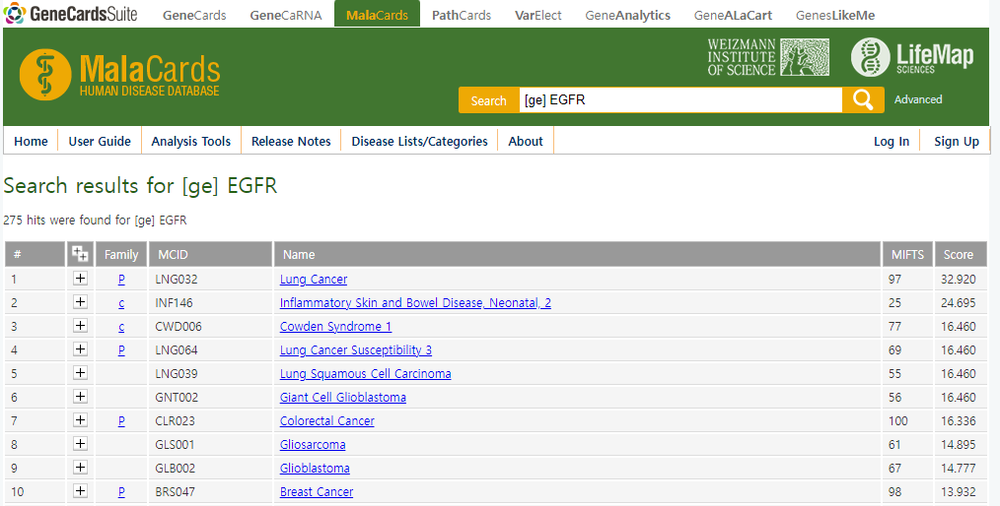 GeneCardsSuite GeneCards GeneCaRNA MalaCards PathCards VarElect GeneAnalytics GeneALaCart GenesLikeMe
MalaCards
HUMAN DISEASE DATABASE
WEIZMANN
INSTITUTE
OF SCIENCE
LifeMap
SCIENCES
Search [ge] EGFR Advanced
Home User Guide Analysis Tools Release Notes Disease Lists/Categories About Log In Sign Up
Search results for [ge] EGFR
275 hits were found for [ge] EGFR
# Family MCID Name MIFTS Score
1 + P LNG032 Lung Cancer 97 32.920
2 + c INF146 Inflammatory Skin and Bowel Disease, Neonatal, 2 25 24.695
3 + c CWD006 Cowden Syndrome 1 77 16.460
4 + P LNG064 Lung Cancer Susceptibility 3 69 16.460
5 + LNG039 Lung Squamous Cell Carcinoma 55 16.460
6 + GNT002 Giant Cell Glioblastoma 56 16.460
7 + P CLR023 Colorectal Cancer 100 16.336
8 + GLS001 Gliosarcoma 61 14.895
9 + GLB002 Glioblastoma 67 14.777
10 + P BRS047 Breast Cancer 98 13.932